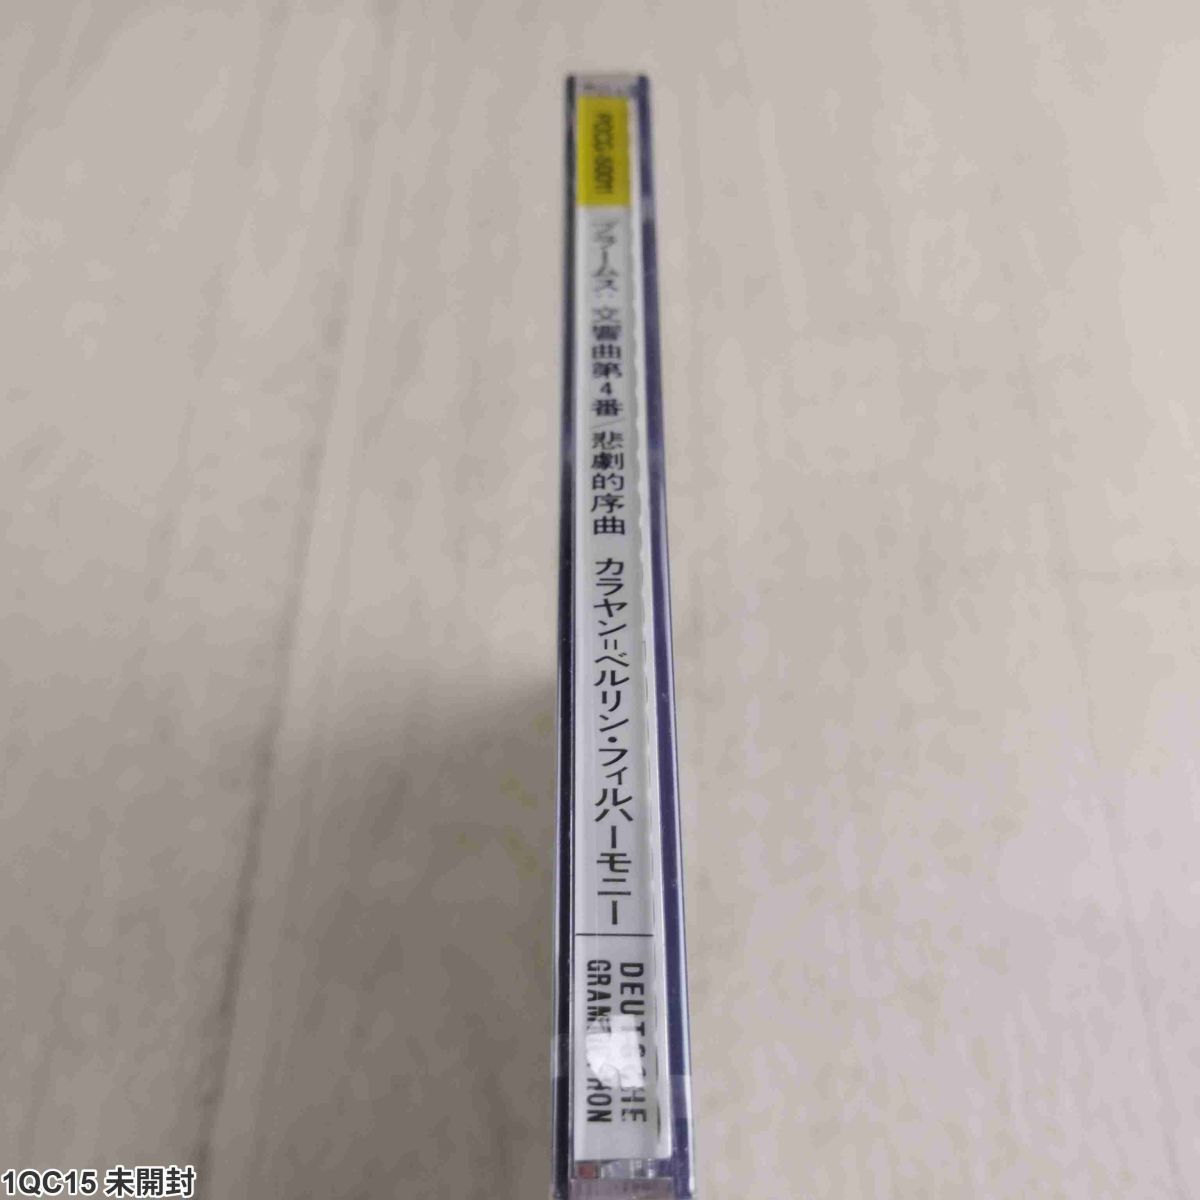 POCG-50011
ブラームス:交響曲第4番/悲劇的序曲 カラヤン=ベルリン・フィルハーモニー
DEUTSCHE
GRAMMOPHON
1QC15 未開封